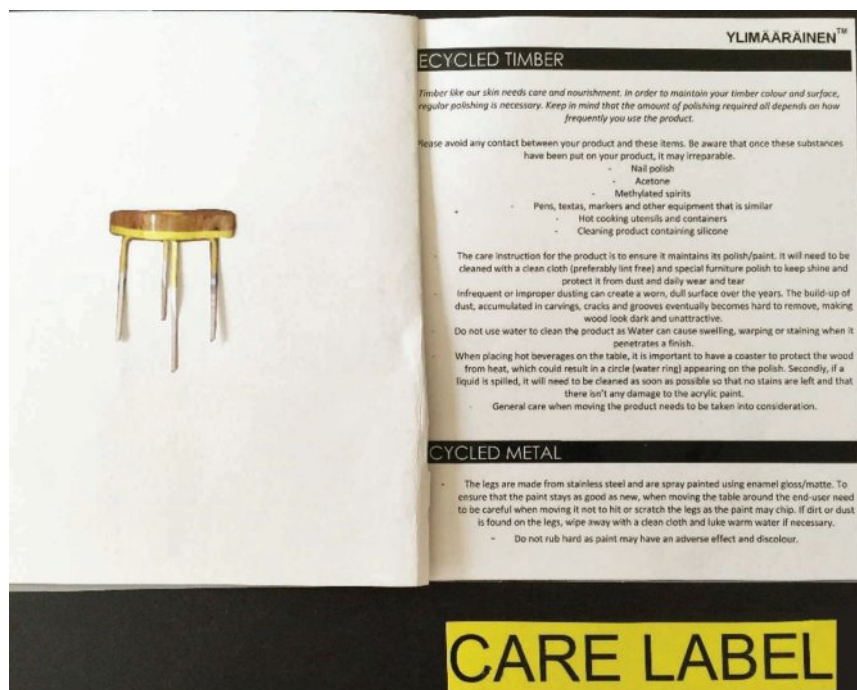 YLIMÄÄRÄINEN™
ECYCLED TIMBER
Timber like our skin needs care and nourishment. In order to maintain your timber colour and surface,
regular polishing is necessary. Keep in mind that the amount of polishing required all depends on how
frequently you use the product.
Please avoid any contact between your product and these items. Be aware that once these substances
have been put on your product, it may irreparable.
- Nail polish
- Acetone
- Methylated spirits
- Pens, textas, markers and other equipment that is similar
- Hot cooking utensils and containers
- Cleaning product containing silicone
- The care instruction for the product is to ensure it maintains its polish/paint. It will need to be
cleaned with a clean cloth (preferably lint free) and special furniture polish to keep shine and
protect it from dust and daily wear and tear
- Infrequent or improper dusting can create a worn, dull surface over the years. The build-up of
dust, accumulated in carvings, cracks and grooves eventually becomes hard to remove, making
wood look dark and unattractive.
- Do not use water to clean the product as Water can cause swelling, warping or staining when it
penetrates a finish.
- When placing hot beverages on the table, it is important to have a coaster to protect the wood
from heat, which could result in a circle (water ring) appearing on the polish. Secondly, if a
liquid is spilled, it will need to be cleaned as soon as possible so that no stains are left and that
there isn't any damage to the acrylic paint.
- General care when moving the product needs to be taken into consideration.
CYCLED METAL
- The legs are made from stainless steel and are spray painted using enamel gloss/matte. To
ensure that the paint stays as good as new, when moving the table around the end-user need
to be careful when moving it not to hit or scratch the legs as the paint may chip. If dirt or dust
is found on the legs, wipe away with a clean cloth and luke warm water if necessary.
- Do not rub hard as paint may have an adverse effect and discolour.
CARE LABEL